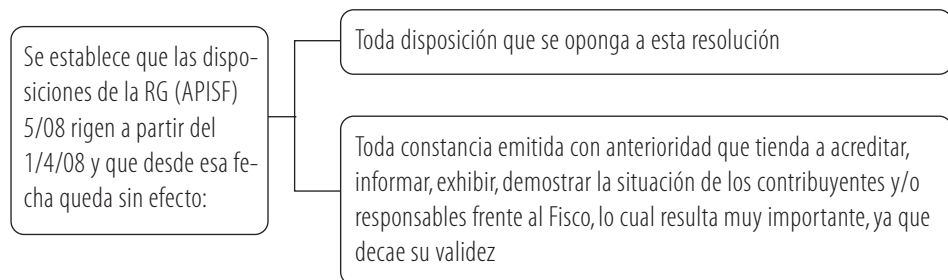 Se establece que las dispo-
siciones de la RG (APISF)
5/08 rigen a partir del
1/4/08 y que desde esa fe-
cha queda sin efecto:
Toda disposición que se oponga a esta resolución
Toda constancia emitida con anterioridad que tienda a acreditar,
informar, exhibir, demostrar la situación de los contribuyentes y/o
responsables frente al Fisco, lo cual resulta muy importante, ya que
decae su validez